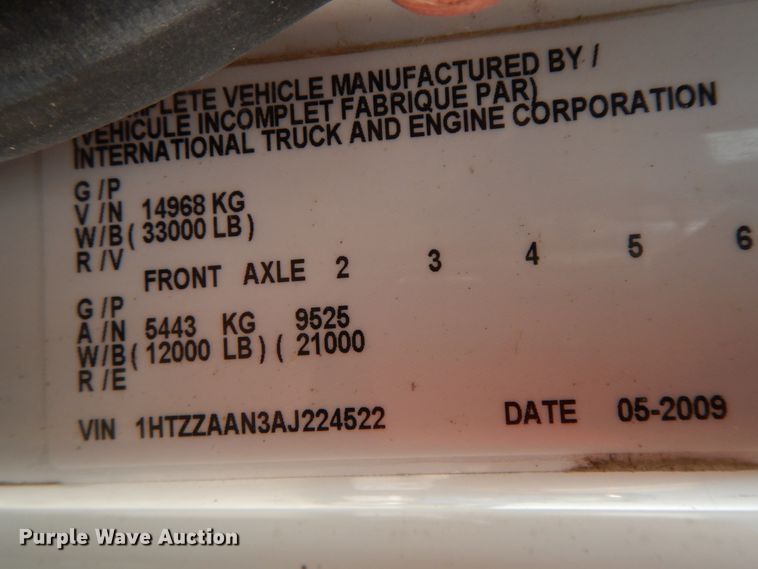 VEHICLE MANUFACTURED BY /
(VEHICULE INCOMPLET FABRIQUE PAR)
INTERNATIONAL TRUCK AND ENGINE CORPORATION
G /P
V /N 14968 KG
W/B ( 33000 LB )
R /V
FRONT AXLE 2 3 4 5 6
G /P
A /N 5443 KG 9525
W/B ( 12000 LB ) ( 21000
R /E
VIN 1HTZZAAN3AJ224522 DATE 05-2009
Purple Wave Auction